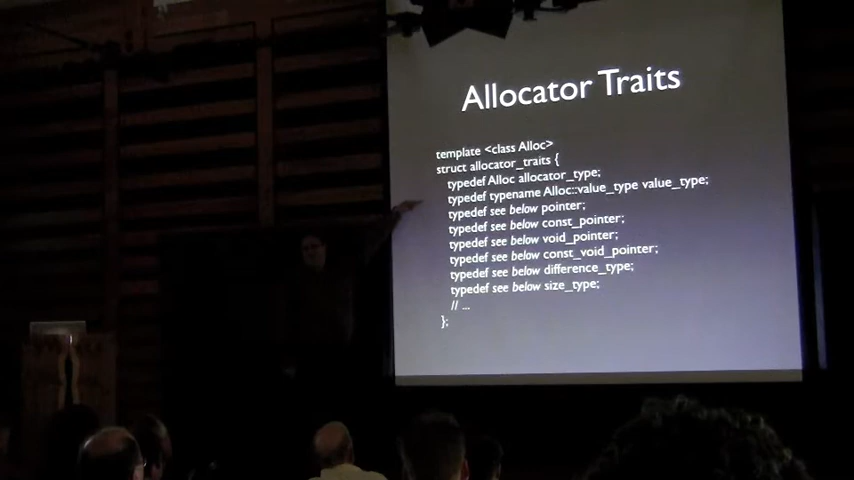 Allocator Traits
template <class Alloc>
struct allocator_traits {
typedef Alloc allocator_type;
typedef typename Alloc::value_type value_type;
typedef see below pointer;
typedef see below const_pointer;
typedef see below void_pointer;
typedef see below const_void_pointer;
typedef see below difference_type;
typedef see below size_type;
// ...
};